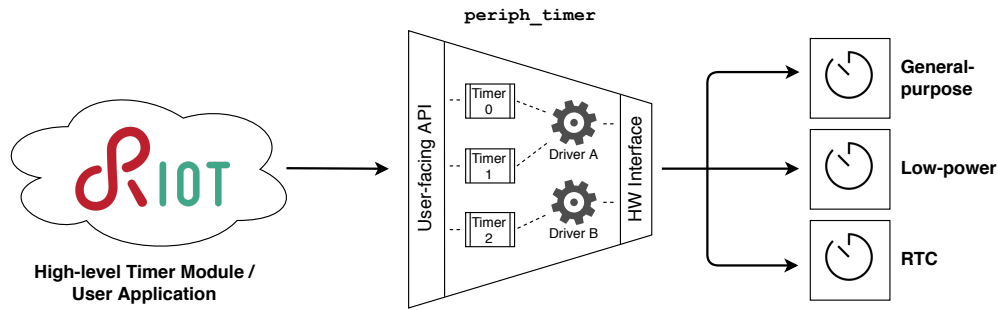 periph_timer
RIOT
High-level Timer Module /
User Application
User-facing API
Timer
0
Timer
1
Timer
2
Driver A
Driver B
HW Interface
General-
purpose
Low-power
RTC